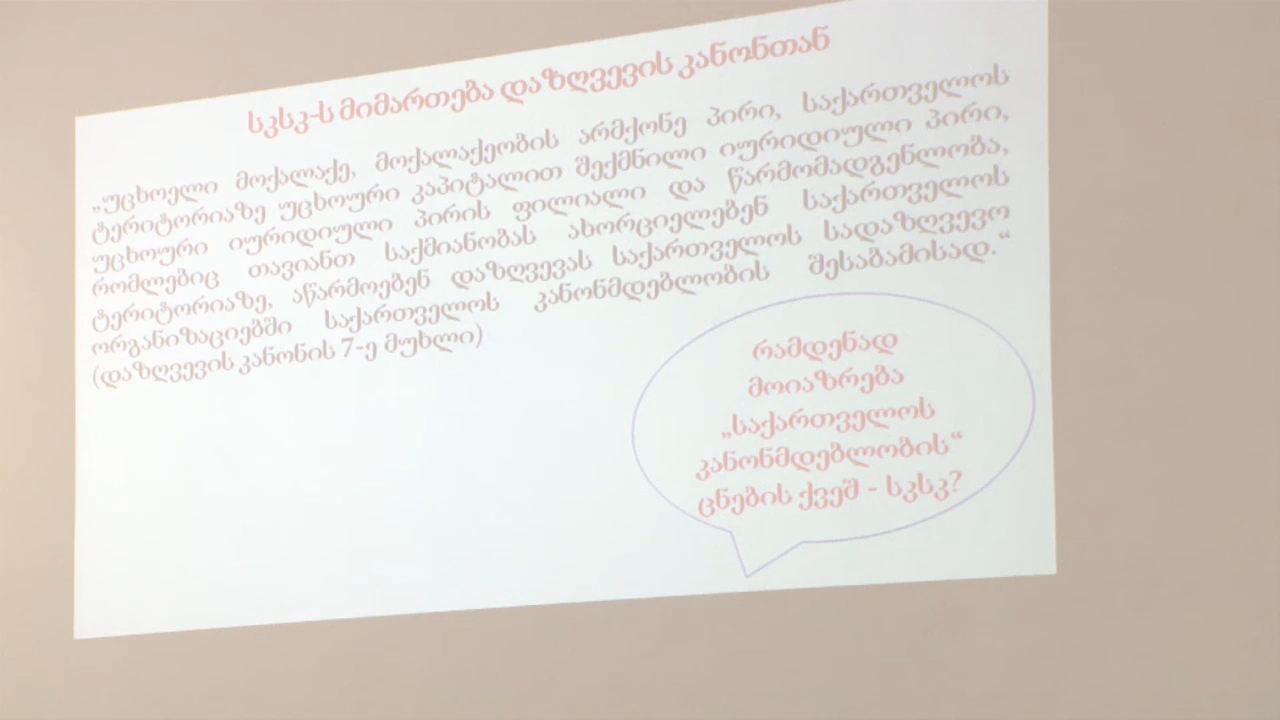 სკსკ-ს მიმართება დაზღვევის კანონთან
„უცხოელი მოქალაქე, მოქალაქეობის არმქონე პირი, საქართველოს
ტერიტორიაზე უცხოური კაპიტალით შექმნილი იურიდიული პირი,
უცხოური იურიდიული პირის ფილიალი და წარმომადგენლობა,
რომლებიც თავიანთ საქმიანობას ახორციელებენ საქართველოს
ტერიტორიაზე, აწარმოებენ დაზღვევას საქართველოს სადაზღვევო
ორგანიზაციებში საქართველოს კანონმდებლობის შესაბამისად.“
(დაზღვევის კანონის 7-ე მუხლი)
რამდენად
მოიაზრება
„საქართველოს
კანონმდებლობის“
ცნების ქვეშ - სკსკ?